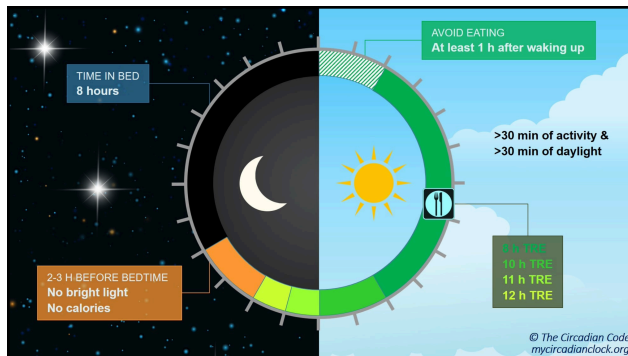 AVOID EATING
At least 1 h after waking up
TIME IN BED
8 hours
>30 min of activity &
>30 min of daylight
2-3 H BEFORE BEDTIME
No bright light
No calories
h TRE
10 h TRE
11 h TRE
12 h TRE
© The Circadian Code
mycircadianclock.org